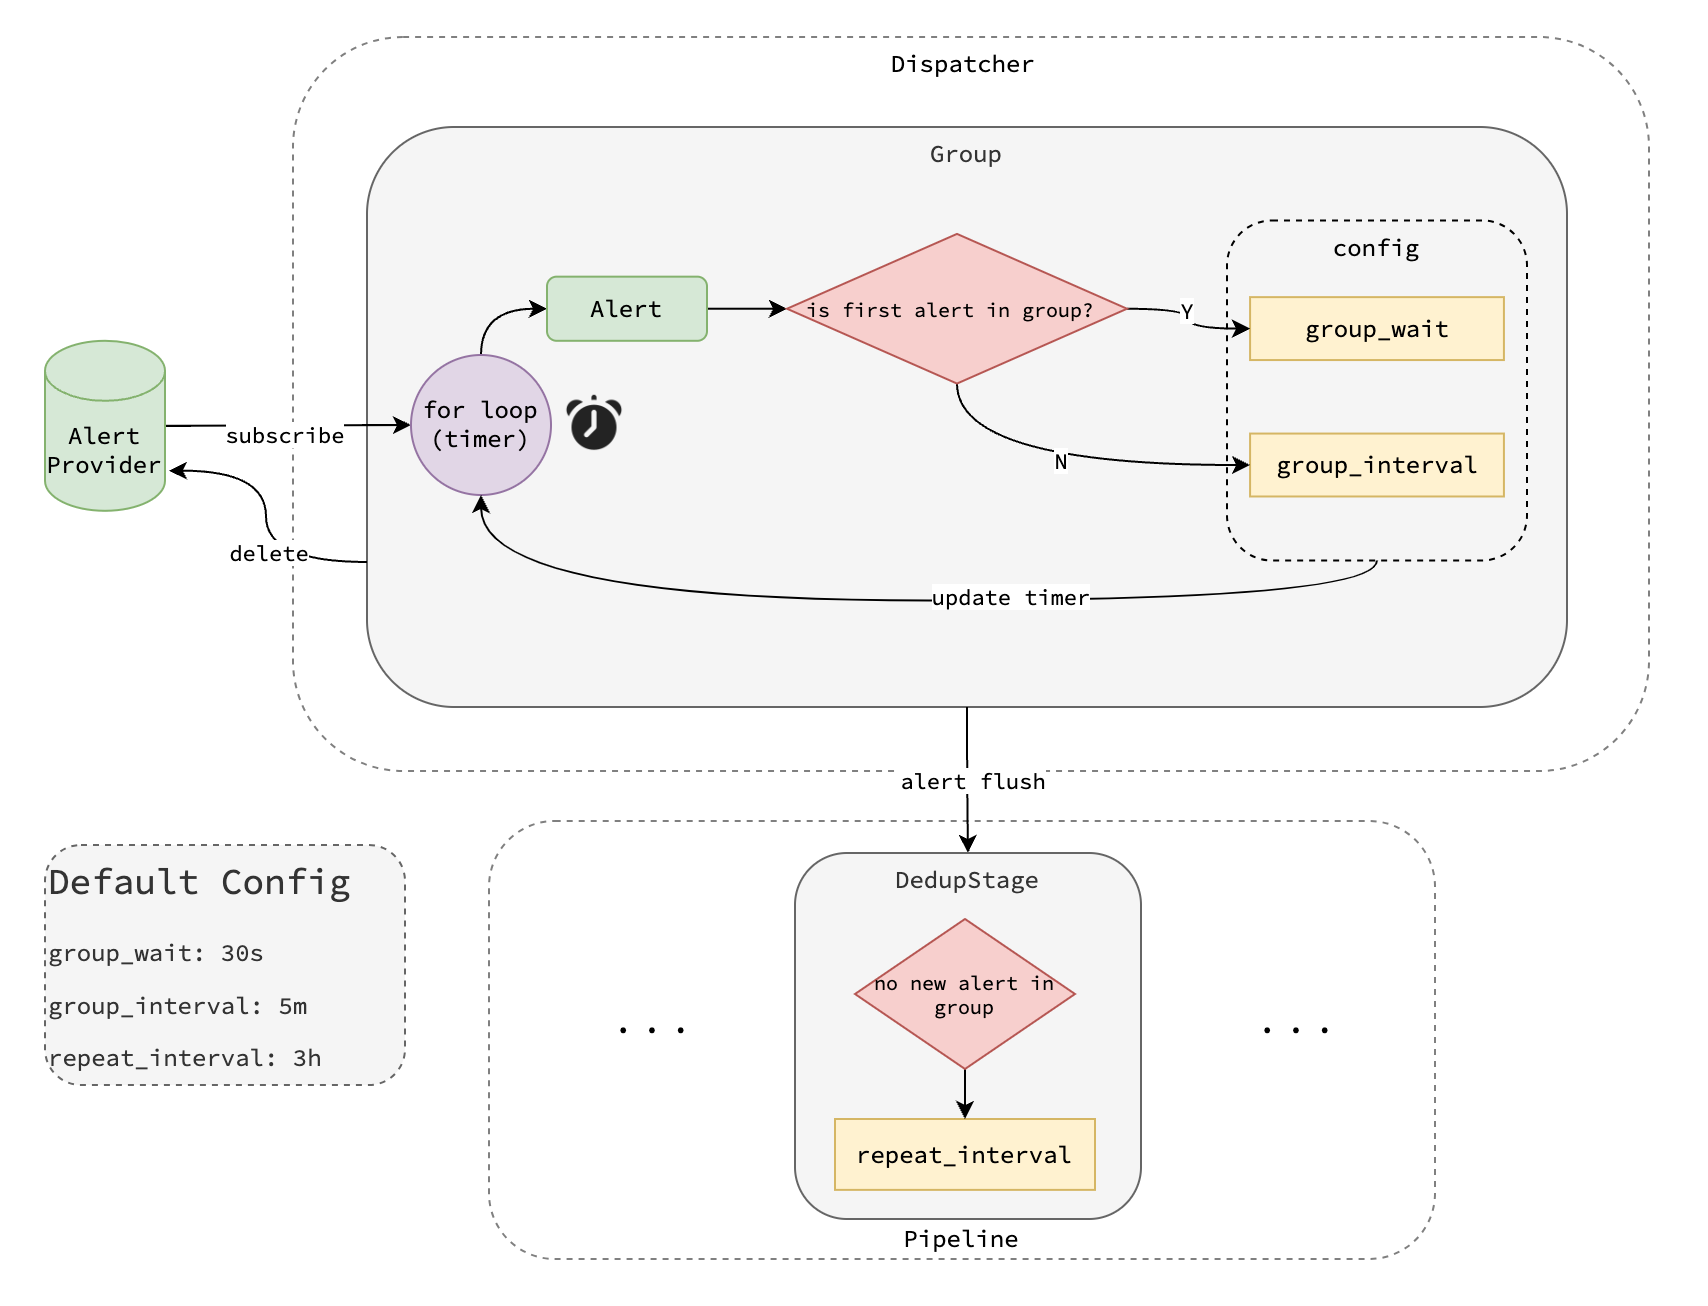 Dispatcher
Group
config
Alert
is first alert in group?
Y
group_wait
for loop
(timer)
Alert
Provider
subscribe
N
group_interval
delete
update timer
alert flush
Default Config
group_wait: 30s
group_interval: 5m
repeat_interval: 3h
DedupStage
no new alert in
group
...
...
repeat_interval
Pipeline